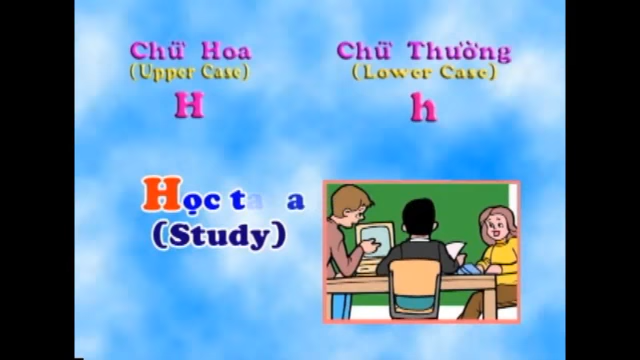 Chữ Hoa Chữ Thường
(Upper Case) (Lower Case)
H h
Học
(Study)